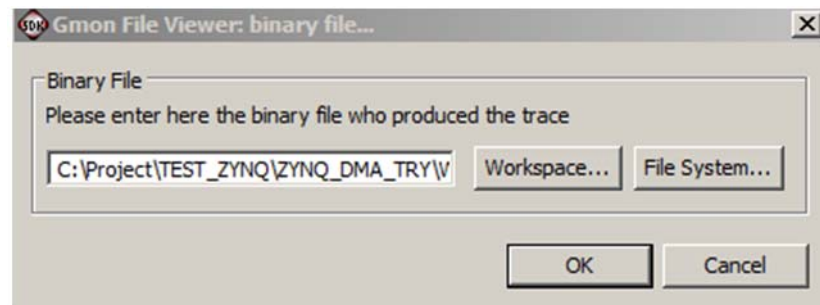 SDK Gmon File Viewer: binary file...
Binary File
Please enter here the binary file who produced the trace
C:\Project\TEST_ZYNQ\ZYNQ_DMA_TRY\ Workspace... File System...
OK Cancel